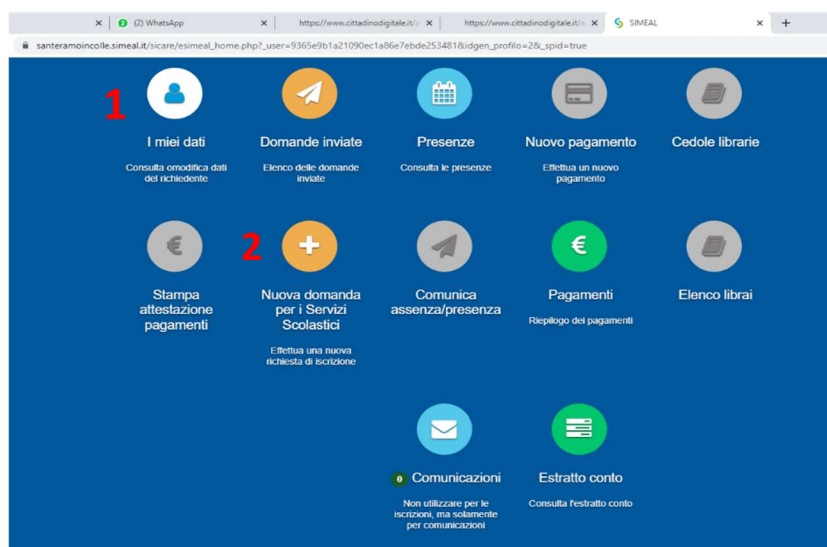 (2) WhatsApp
https://www.cittadinodigitale.it/a
https://www.cittadinodigitale.it/a
SIMEAL
santeramoincolle.simeal.it/sicare/esimeal_home.php?_user=9365e9b1a21090ec1a86e7ebde253481&idgen_profilo=2&_spid=true
1
I miei dati
Consulta omodifica dati
del richiedente
Domande inviate
Elenco delle domande
inviate
Presenze
Consulta le presenze
Nuovo pagamento
Effettua un nuovo
pagamento
Cedole librarie
Stampa
attestazione
pagamenti
2
Nuova domanda
per i Servizi
Scolastici
Effettua una nuova
richiesta di iscrizione
Comunica
assenza/presenza
Pagamenti
Riepilogo dei pagamenti
Elenco librai
0 Comunicazioni
Non utilizzare per le
iscrizioni, ma solamente
per comunicazioni
Estratto conto
Consulta l'estratto conto